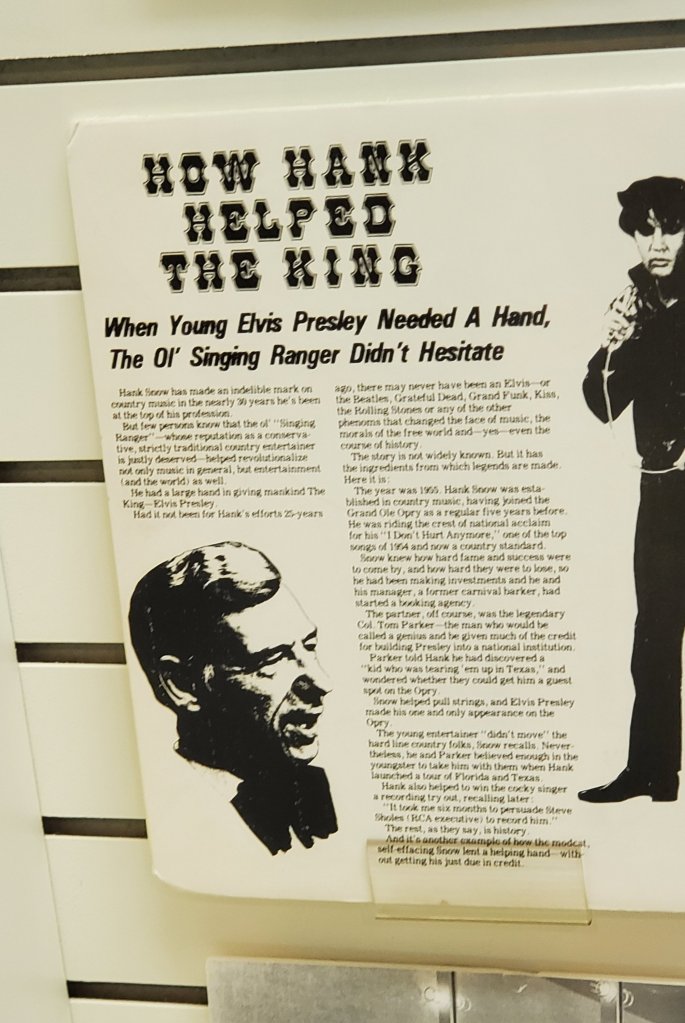 HOW HANK
HELPED
THE KING
When Young Elvis Presley Needed A Hand,
The Ol' Singing Ranger Didn't Hesitate
Hank Snow has made an indelible mark on
country music in the nearly 30 years he's been
at the top of his profession.
But few persons know that the ol' "Singing
Ranger"—whose reputation as a conserva-
tive, strictly traditional country entertainer
is justly deserved—helped revolutionalize
not only music in general, but entertainment
(and the world) as well.
He had a large hand in giving mankind The
King—Elvis Presley.
Had it not been for Hank's efforts 25-years
ago, there may never have been an Elvis—or
the Beatles, Grateful Dead, Grand Funk, Kiss,
the Rolling Stones or any of the other
phenoms that changed the face of music, the
morals of the free world and—yes—even the
course of history.
The story is not widely known. But it has
the ingredients from which legends are made.
Here it is:
The year was 1955. Hank Snow was esta-
blished in country music, having joined the
Grand Ole Opry as a regular five years before.
He was riding the crest of national acclaim
for his "I Don't Hurt Anymore," one of the top
songs of 1954 and now a country standard.
Snow knew how hard fame and success were
to come by, and how hard they were to lose, so
he had been making investments and he and
his manager, a former carnival barker, had
started a booking agency.
The partner, off course, was the legendary
Col. Tom Parker—the man who would be
called a genius and be given much of the credit
for building Presley into a national institution.
Parker told Hank he had discovered a
"kid who was tearing 'em up in Texas," and
wondered whether they could get him a guest
spot on the Opry.
Snow helped pull strings, and Elvis Presley
made his one and only appearance on the
Opry.
The young entertainer "didn't move" the
hard line country folks, Snow recalls. Never-
theless, he and Parker believed enough in the
youngster to take him with them when Hank
launched a tour of Florida and Texas.
Hank also helped to win the cocky singer
a recording try out, recalling later:
"It took me six months to persuade Steve
Sholes (RCA executive) to record him."
The rest, as they say, is history.
And it's another example of how the modest,
self-effacing Snow lent a helping hand—with-
out getting his just due in credit.